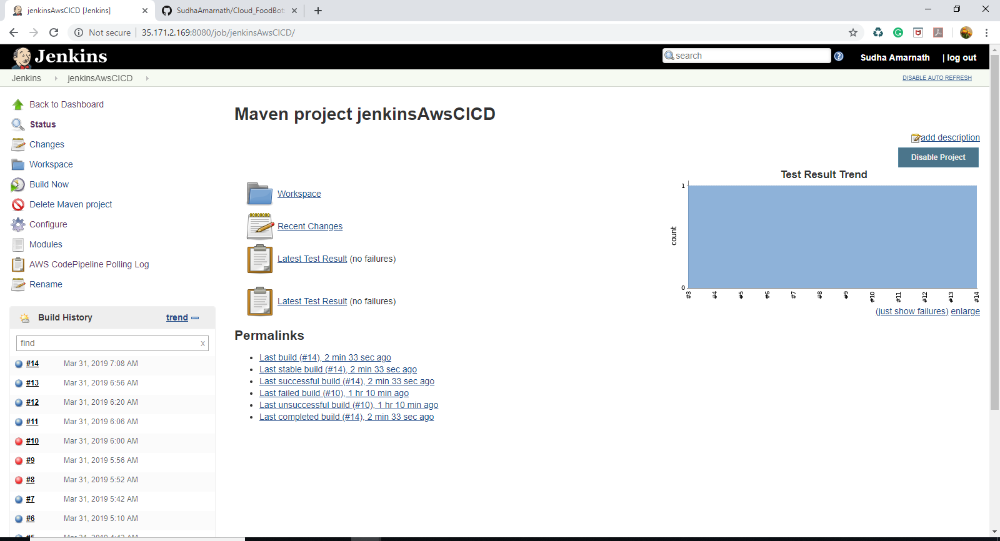 jenkinsAwsCICD [Jenkins]
SudhaAmarnath/Cloud_FoodBot
Not secure
35.171.2.169:8080/job/jenkinsAwsCICD/
Jenkins
search
Sudha Amarnath
| log out
Jenkins
jenkinsAwsCICD
DISABLE AUTO REFRESH
Back to Dashboard
Status
Changes
Workspace
Build Now
Delete Maven project
Configure
Modules
AWS CodePipeline Polling Log
Rename
Build History
trend
find
x
#14 Mar 31, 2019 7:08 AM
#13 Mar 31, 2019 6:56 AM
#12 Mar 31, 2019 6:20 AM
#11 Mar 31, 2019 6:06 AM
#10 Mar 31, 2019 6:00 AM
#9 Mar 31, 2019 5:56 AM
#8 Mar 31, 2019 5:52 AM
#7 Mar 31, 2019 5:42 AM
#6 Mar 31, 2019 5:10 AM
Maven project jenkinsAwsCICD
add description
Disable Project
Workspace
Recent Changes
Latest Test Result (no failures)
Latest Test Result (no failures)
Test Result Trend
1
count
0
#3 #4 #5 #6 #7 #8 #9 #10 #11 #12 #13 #14
(just show failures) enlarge
Permalinks
Last build (#14), 2 min 33 sec ago
Last stable build (#14), 2 min 33 sec ago
Last successful build (#14), 2 min 33 sec ago
Last failed build (#10), 1 hr 10 min ago
Last unsuccessful build (#10), 1 hr 10 min ago
Last completed build (#14), 2 min 33 sec ago